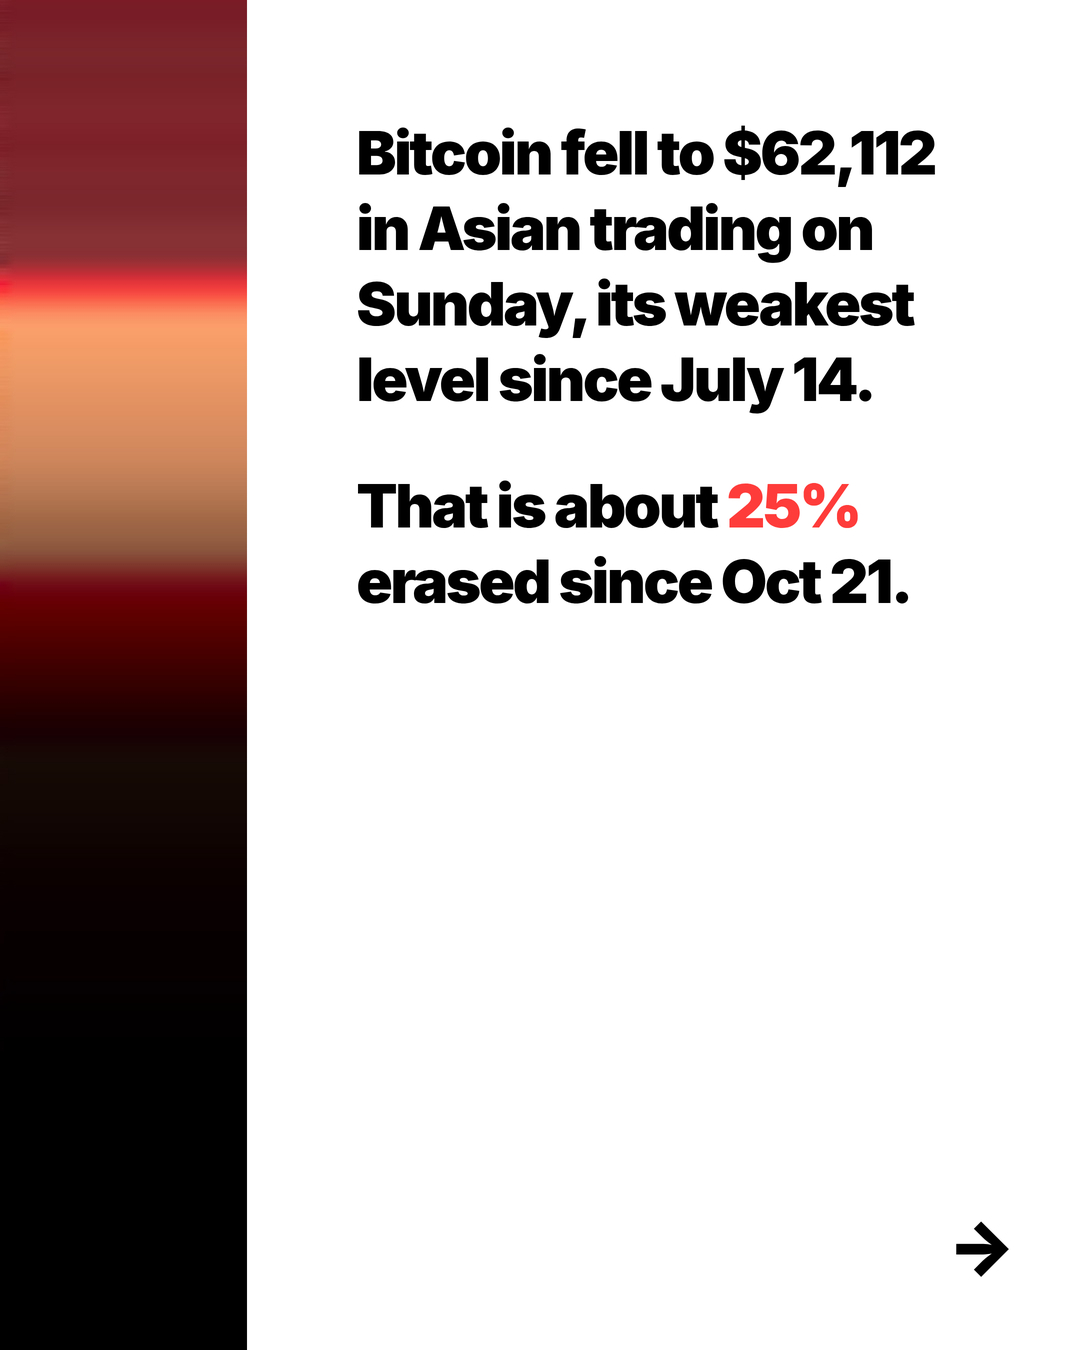 Bitcoin fell to $62,112
in Asian trading on
Sunday, its weakest
level since July 14.
That is about 25%
erased since Oct 21.